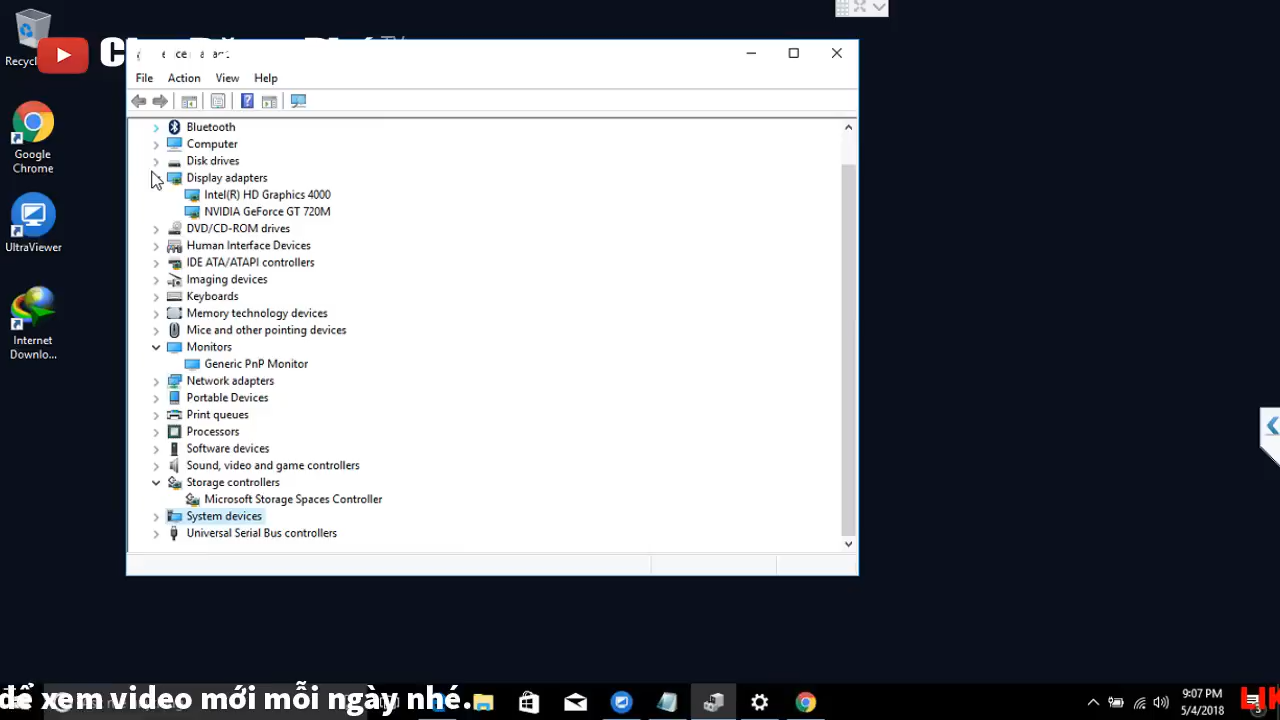 Recycl
Google
Chrome
UltraViewer
Internet
Downlo...
File Action View Help
Bluetooth
Computer
Disk drives
Display adapters
Intel(R) HD Graphics 4000
NVIDIA GeForce GT 720M
DVD/CD-ROM drives
Human Interface Devices
IDE ATA/ATAPI controllers
Imaging devices
Keyboards
Memory technology devices
Mice and other pointing devices
Monitors
Generic PnP Monitor
Network adapters
Portable Devices
Print queues
Processors
Software devices
Sound, video and game controllers
Storage controllers
Microsoft Storage Spaces Controller
System devices
Universal Serial Bus controllers
để xem video mới mỗi ngày nhé.
9:07 PM
5/4/2018